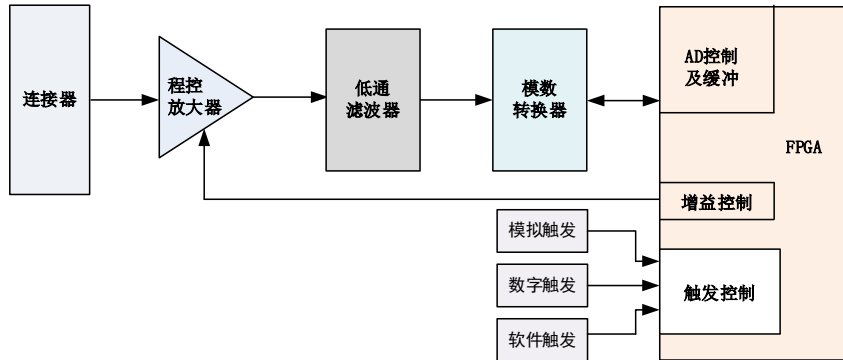 连接器
程控
放大器
低通
滤波器
模数
转换器
AD控制
及缓冲
FPGA
增益控制
模拟触发
数字触发
软件触发
触发控制